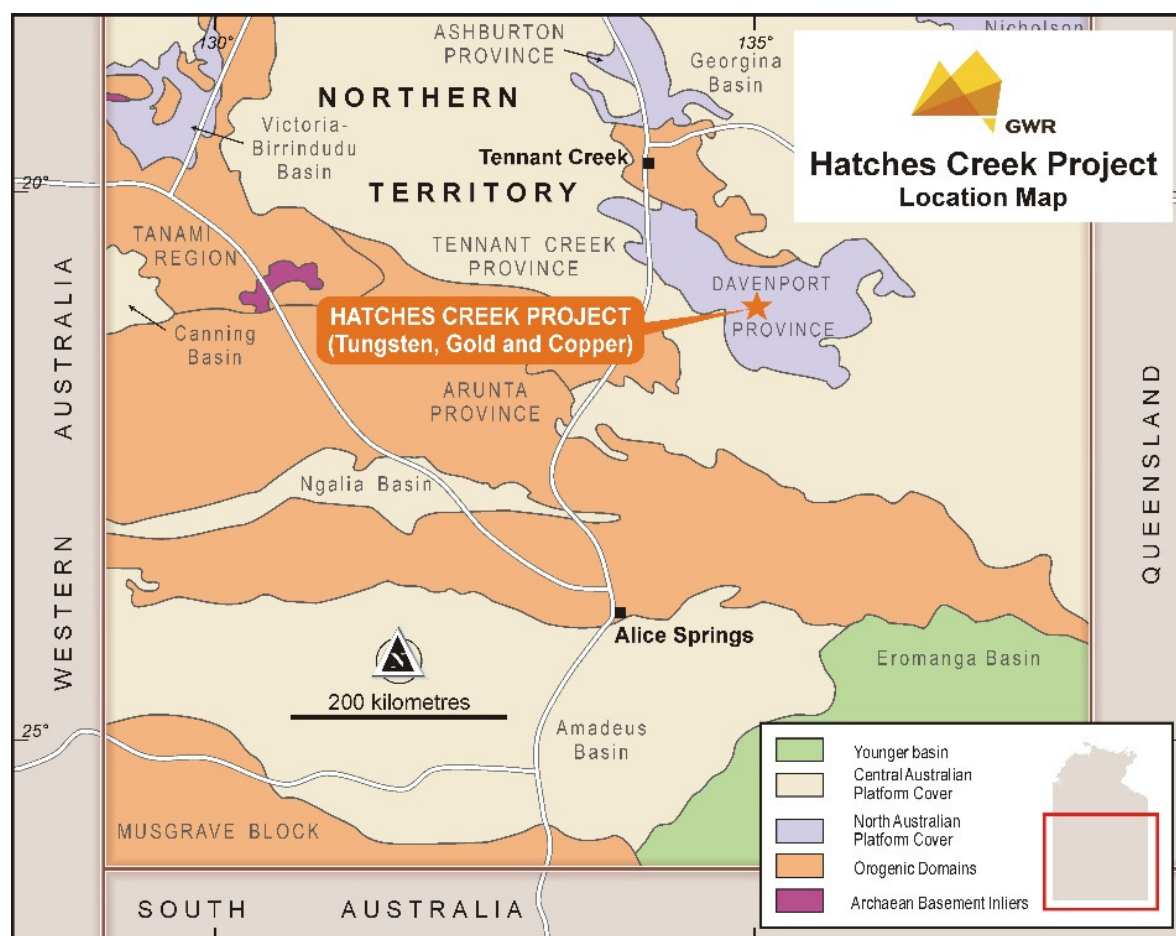 130°
ASHBURTON
PROVINCE
135°
Nicholson
Georgina
Basin
NORTHERN
TERRITORY
Victoria-
Birrindudu
Basin
Tennant Creek
GWR
Hatches Creek Project
Location Map
20°
TANAMI
REGION
TENNANT CREEK
PROVINCE
DAVENPORT
PROVINCE
HATCHES CREEK PROJECT
(Tungsten, Gold and Copper)
Canning
Basin
ARUNTA
PROVINCE
WESTERN AUSTRALIA
QUEENSLAND
Ngalia Basin
Alice Springs
Eromanga Basin
N
200 kilometres
25°
Amadeus
Basin
MUSGRAVE BLOCK
SOUTH AUSTRALIA
Younger basin
Central Australian
Platform Cover
North Australian
Platform Cover
Orogenic Domains
Archaean Basement Inliers